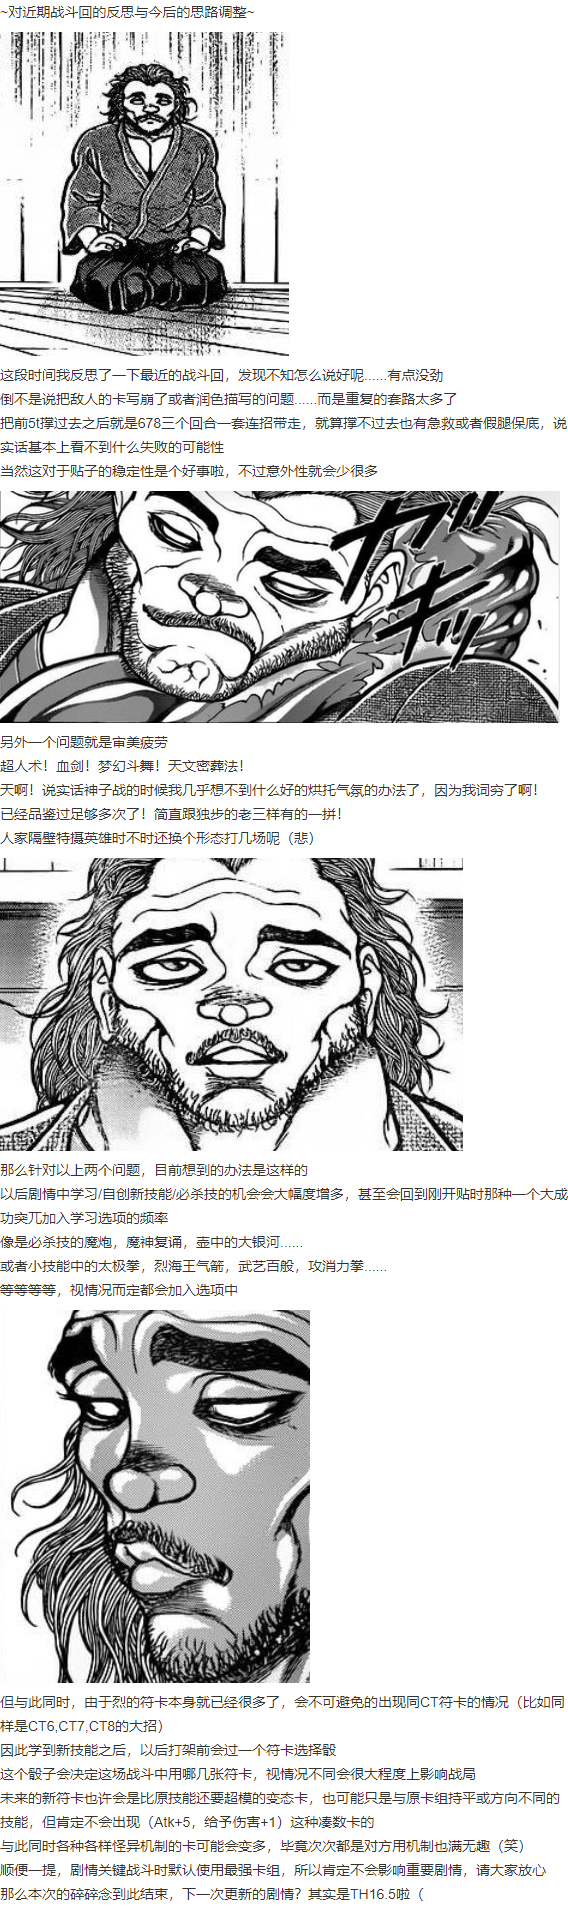 ~对近期战斗回的反思与今后的思路调整~
这段时间我反思了一下最近的战斗回，发现不知怎么说好呢......有点没劲
倒不是说把敌人的卡写崩了或者润色描写的问题......而是重复的套路太多了
把前5t撑过去之后就是678三个回合一套连招带走，就算撑不过去也有急救或者假腿保底，说
实话基本上看不到什么失败的可能性
当然这对于贴子的稳定性是个好事啦，不过意外性就会少很多
ガッ
ギッ
另外一个问题就是审美疲劳
超人术！血剑！梦幻斗舞！天文密葬法！
天啊！说实话神子战的时候我几乎想不到什么好的烘托气氛的办法了，因为我词穷了啊！
已经品鉴过足够多次了！简直跟独步的老三样有的一拼！
人家隔壁特摄英雄时不时还换个形态打几场呢（悲）
那么针对以上两个问题，目前想到的办法是这样的
以后剧情中学习/自创新技能/必杀技的机会会大幅度增多，甚至会回到刚开贴时那种一个大成
功突兀加入学习选项的频率
像是必杀技的魔炮，魔神复诵，壶中的大银河......
或者小技能中的太极拳，烈海王气箭，武艺百般，攻消力拳......
等等等等，视情况而定都会加入选项中
但与此同时，由于烈的符卡本身就已经很多了，会不可避免的出现同CT符卡的情况（比如同
样是CT6,CT7,CT8的大招）
因此学到新技能之后，以后打架前会过一个符卡选择骰
这个骰子会决定这场战斗中用哪几张符卡，视情况不同会很大程度上影响战局
未来的新符卡也许会是比原技能还要超模的变态卡，也可能只是与原卡组持平或方向不同的
技能，但肯定不会出现（Atk+5，给予伤害+1）这种凑数卡的
与此同时各种各样怪异机制的卡可能会变多，毕竟次次都是对方用机制也满无趣（笑）
顺便一提，剧情关键战斗时默认使用最强卡组，所以肯定不会影响重要剧情，请大家放心
那么本次的碎碎念到此结束，下一次更新的剧情？其实是TH16.5啦（